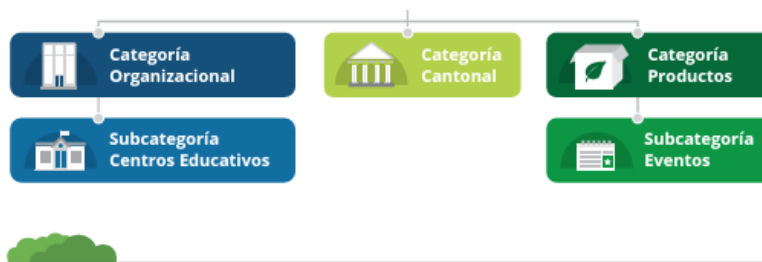 Categoría
Organizacional
Categoría
Cantonal
Categoría
Productos
Subcategoría
Centros Educativos
Subcategoría
Eventos